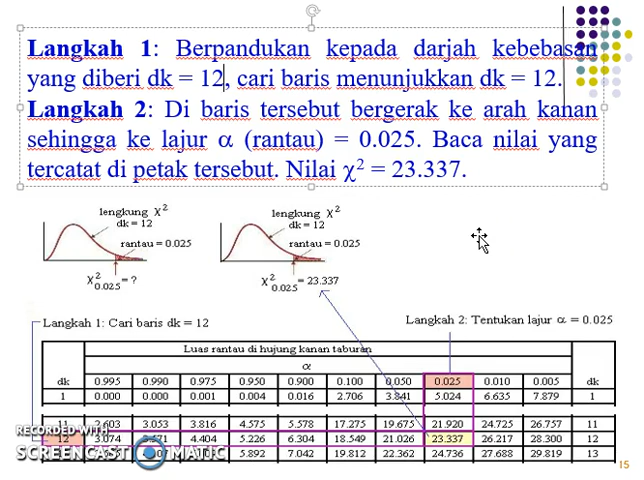 Langkah 1: Berpandukan kepada darjah kebebasan
yang diberi dk = 12, cari baris menunjukkan dk = 12.
Langkah 2: Di baris tersebut bergerak ke arah kanan
sehingga ke lajur α (rantau) = 0.025. Baca nilai yang
tercatat di petak tersebut. Nilai χ² = 23.337.
lengkung χ²
dk = 12
rantau = 0.025
χ²0.025 = ?
lengkung χ²
dk = 12
rantau = 0.025
χ²0.025 = 23.337
Langkah 1: Cari baris dk = 12
Langkah 2: Tentukan lajur α = 0.025
Luas rantau di hujung kanan taburan
α
dk 0.995 0.990 0.975 0.950 0.900 0.100 0.050 0.025 0.010 0.005 dk
1 0.000 0.000 0.001 0.004 0.016 2.706 3.841 5.024 6.635 7.879 1
11 2.603 3.053 3.816 4.575 5.578 17.275 19.675 21.920 24.725 26.757 11
12 3.074 3.571 4.404 5.226 6.304 18.549 21.026 23.337 26.217 28.300 12
5.892 7.042 19.812 22.362 24.736 27.688 29.819 13
RECORDED WITH
SCREENCAST MATIC
15